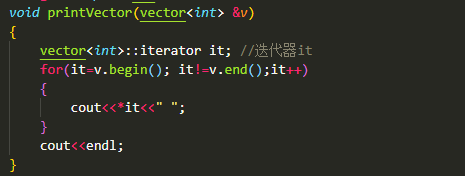 void printVector(vector<int> &v)
{
    vector<int>::iterator it; //迭代器it
    for(it=v.begin(); it!=v.end();it++)
    {
        cout<<*it<<" ";
    }
    cout<<endl;
}